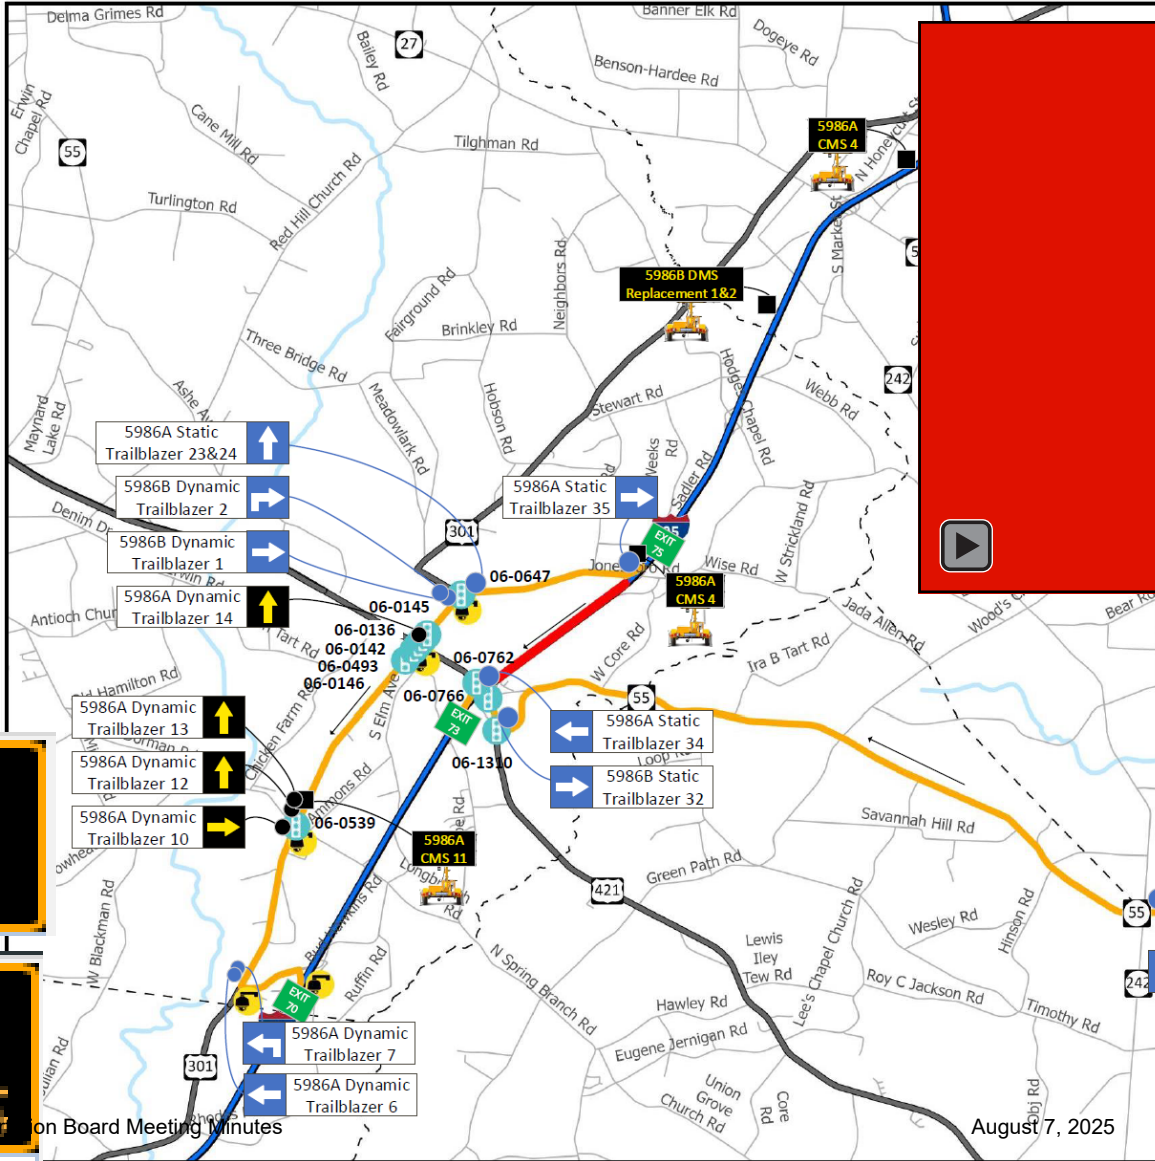 Delma Grimes Rd
Banner Elk Rd
27
Bailey Rd
Dogeye Rd
Benson-Hardee Rd
Erwin
Chapel Rd
Cane Mill Rd
55
Tilghman Rd
5986A
CMS 4
Turlington Rd
Red Hill Church Rd
S Market St
5986B DMS
Replacement 1&2
Neighbors Rd
Fairground Rd
Brinkley Rd
Three Bridge Rd
Hodges Chapel Rd
242
Webb Rd
Maynard
Lake Rd
Meadowlark Rd
Hobson Rd
Stewart Rd
5986A Static
Trailblazer 23&24
5986B Dynamic
Trailblazer 2
5986A Static
Trailblazer 35
Weeks
Rd
Sadler Rd
W Strickland Rd
301
5986B Dynamic
Trailblazer 1
EXIT
75
Wise Rd
06-0647
5986A Dynamic
Trailblazer 14
5986A
CMS 4
06-0145
06-0136
06-0142
06-0493
06-0146
06-0762
06-0766
W Core Rd
Ira B Tart Rd
Jada Allen Rd
S Elm Ave
Chicken Farm Rd
55
EXIT
73
5986A Dynamic
Trailblazer 13
5986A Static
Trailblazer 34
06-1310
5986A Dynamic
Trailblazer 12
5986B Static
Trailblazer 32
5986A Dynamic
Trailblazer 10
Ammons Rd
06-0539
Savannah Hill Rd
5986A
CMS 11
Green Path Rd
421
W Blackman Rd
Ruffin Rd
N Spring Branch Rd
Lewis
Iley
Tew Rd
Lee's Chapel Church Rd
Wesley Rd
Hinson Rd
55
EXIT
70
Hawley Rd
Roy C Jackson Rd
242
Timothy Rd
5986A Dynamic
Trailblazer 7
Eugene Jernigan Rd
301
5986A Dynamic
Trailblazer 6
Union
Grove
Church Rd
Core
Rd
Board Meeting Minutes
August 7, 2025